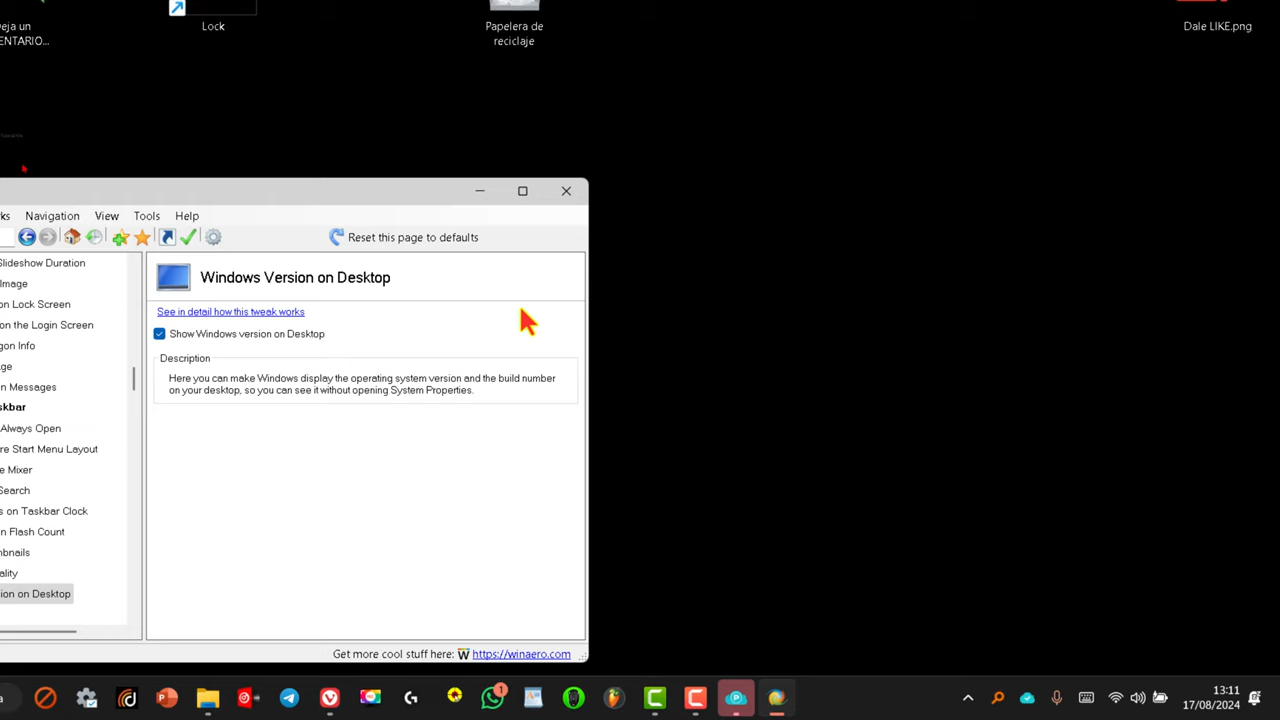 eja un
ENTARIO...
Lock
Papelera de
reciclaje
Dale LIKE.png
ks Navigation View Tools Help
Reset this page to defaults
Slideshow Duration
Image
on Lock Screen
on the Login Screen
gon Info
ge
n Messages
skbar
Always Open
re Start Menu Layout
e Mixer
Search
s on Taskbar Clock
n Flash Count
mbnails
ality
ion on Desktop
Windows Version on Desktop
See in detail how this tweak works
Show Windows version on Desktop
Description
Here you can make Windows display the operating system version and the build number
on your desktop, so you can see it without opening System Properties.
Get more cool stuff here: W https://winaero.com
a
1
13:11
17/08/2024